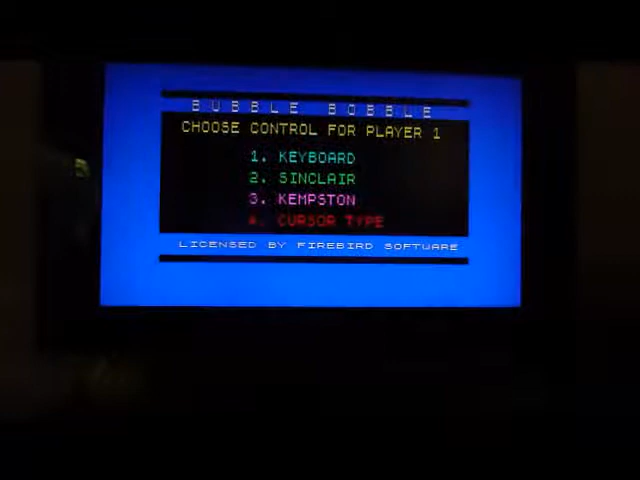 BUBBLE BOBBLE
CHOOSE CONTROL FOR PLAYER 1
1. KEYBOARD
2. SINCLAIR
3. KEMPSTON
4. CURSOR TYPE
LICENSED BY FIREBIRD SOFTWARE